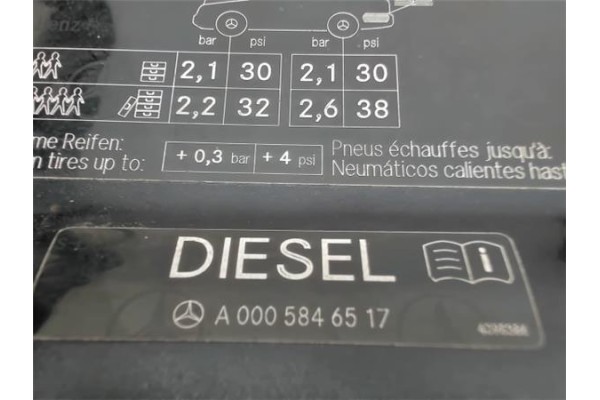 bar psi bar psi
2,1 30 2,1 30
2,2 32 2,6 38
me Reifen: Pneus échauffes jusqu'à:
n tires up to: + 0,3 bar + 4 psi Neumáticos calientes hast
DIESEL
A 000 584 65 17